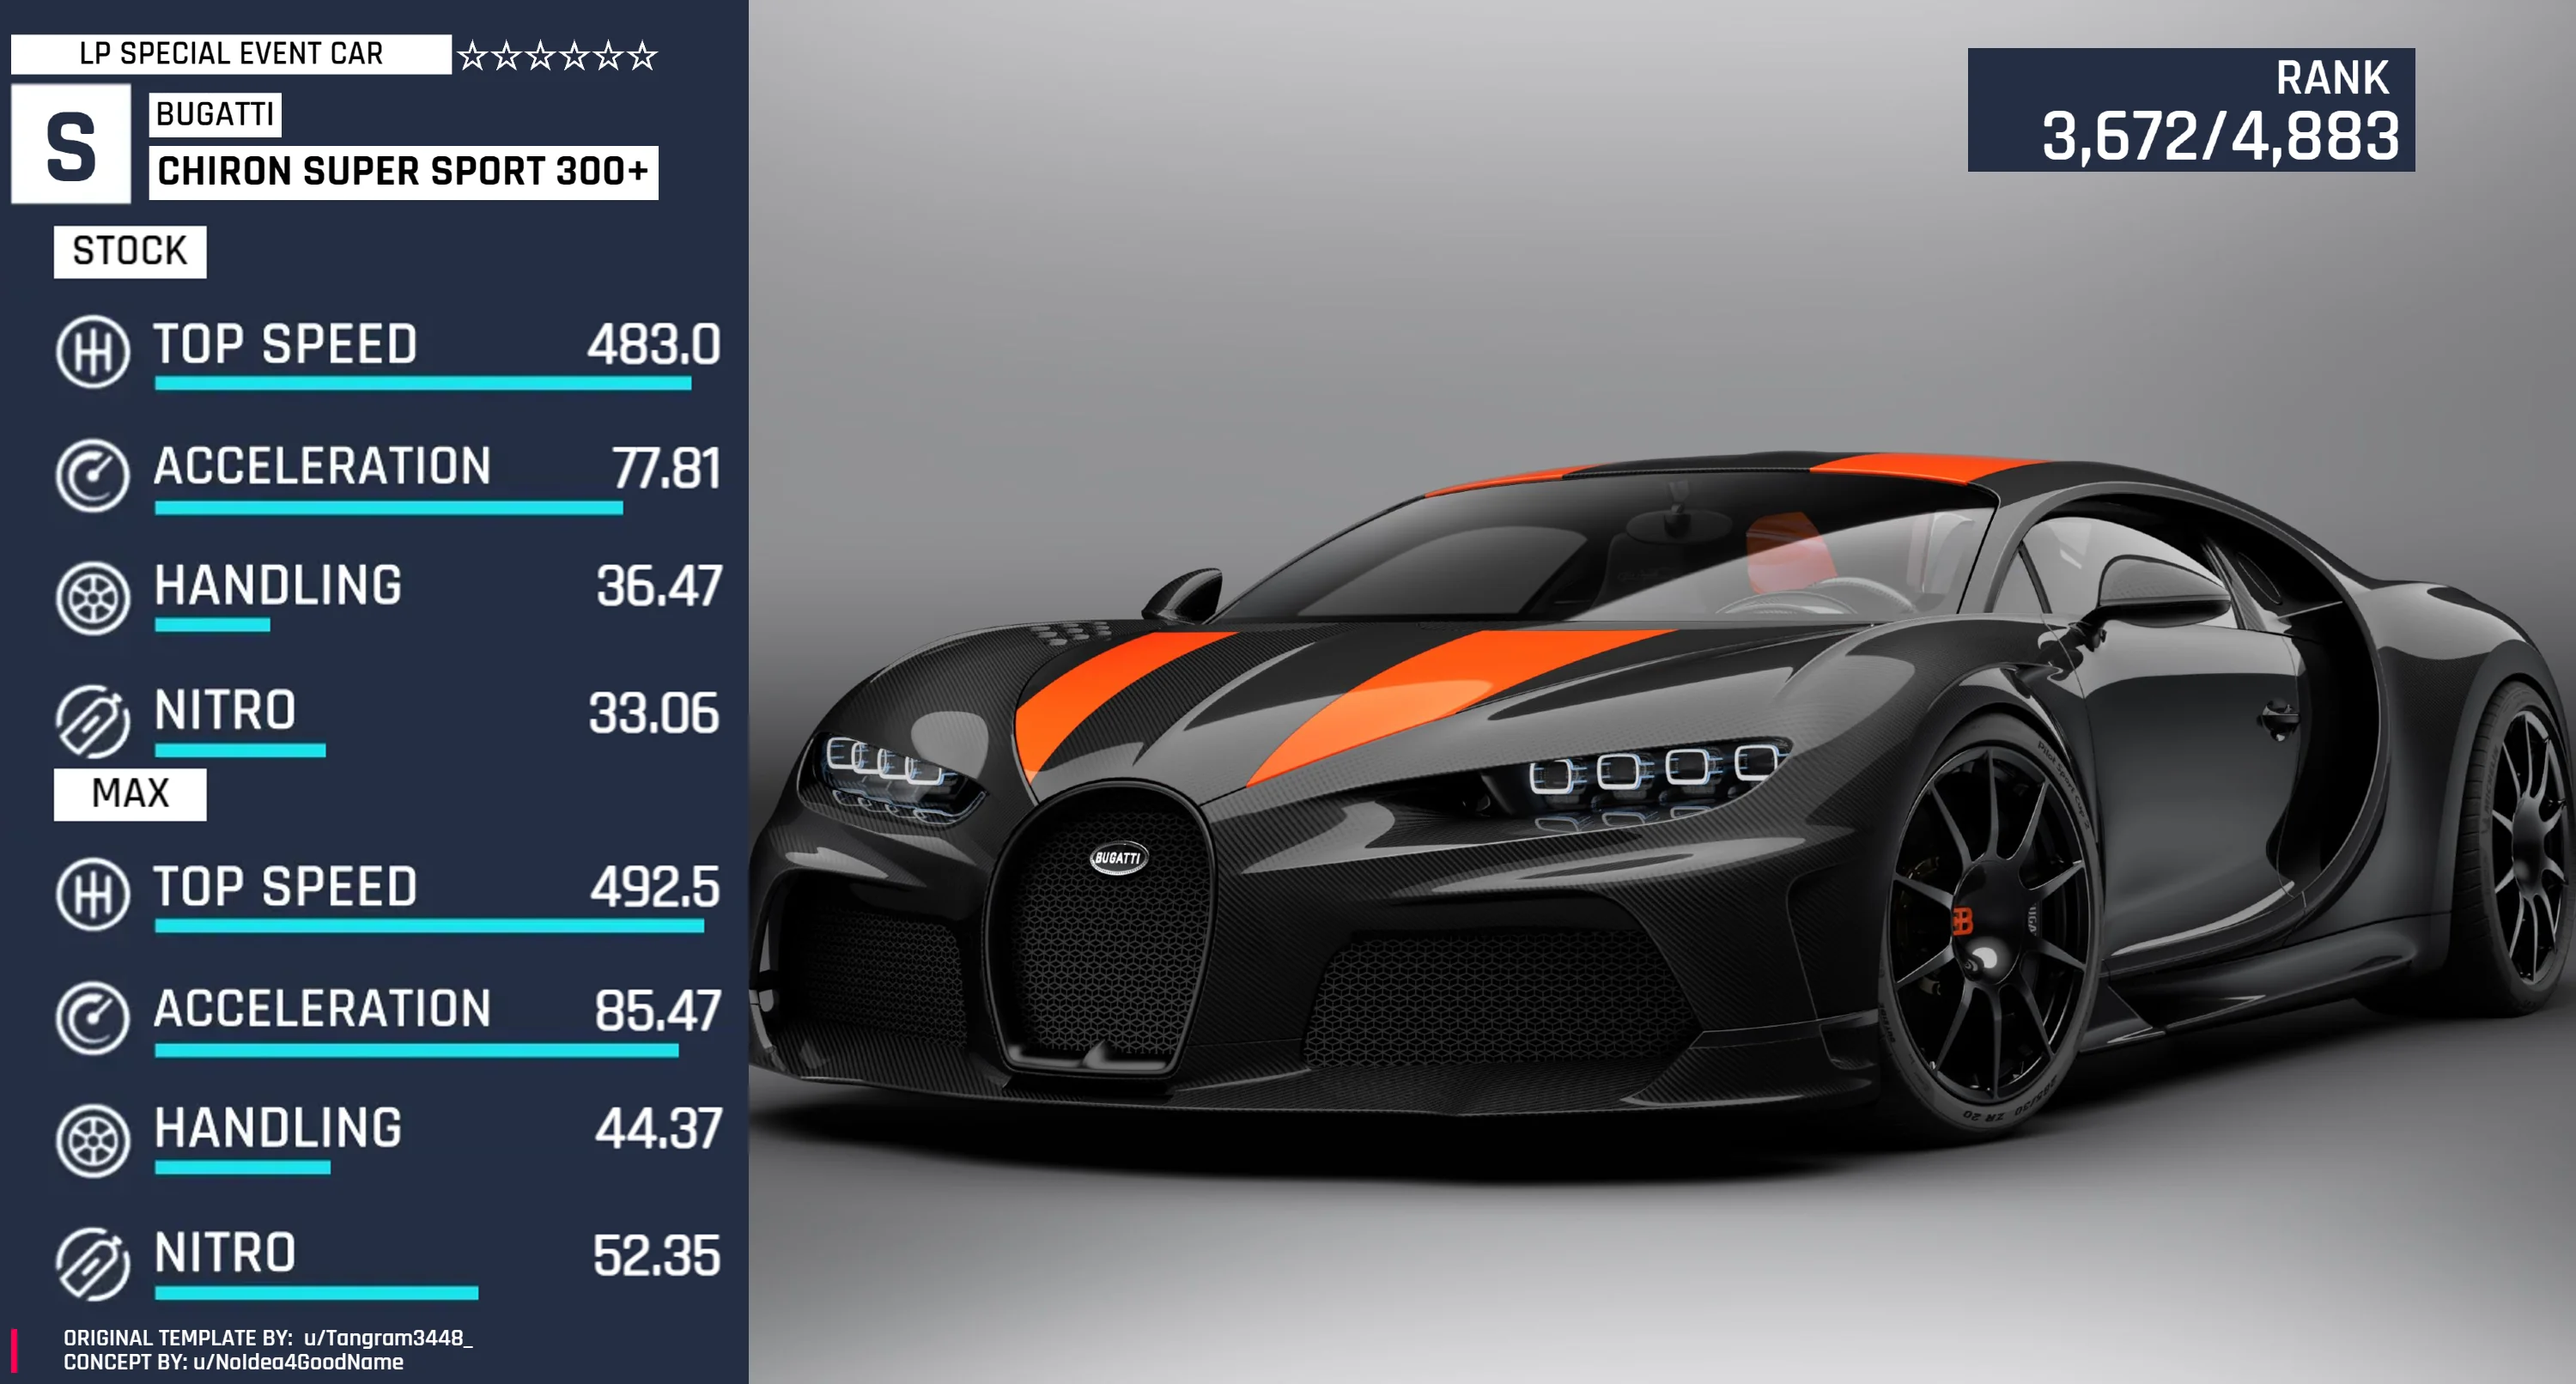 LP SPECIAL EVENT CAR
S
BUGATTI
CHIRON SUPER SPORT 300+
STOCK
TOP SPEED 483.0
ACCELERATION 77.81
HANDLING 36.47
NITRO 33.06
MAX
TOP SPEED 492.5
ACCELERATION 85.47
HANDLING 44.37
NITRO 52.35
ORIGINAL TEMPLATE BY: u/Tangram3448_
CONCEPT BY: u/NoIdea4GoodName
RANK
3,672/4,883
BUGATTI